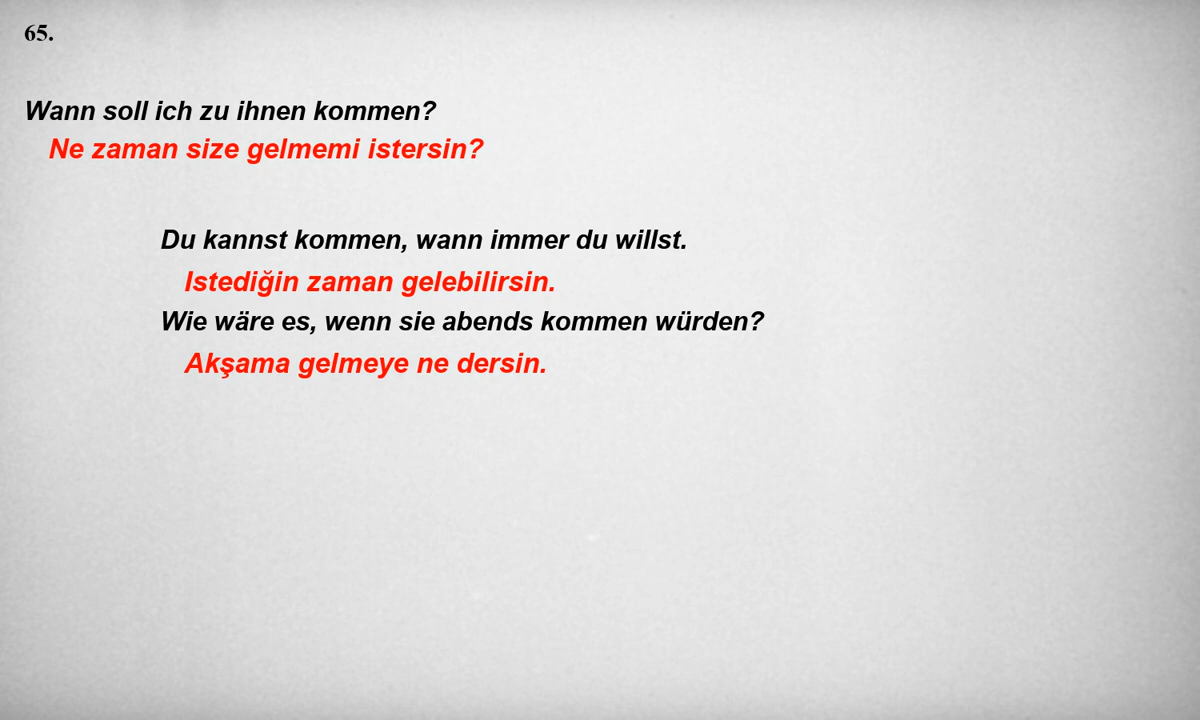 65.
Wann soll ich zu ihnen kommen?
Ne zaman size gelmemi istersin?
Du kannst kommen, wann immer du willst.
Istediğin zaman gelebilirsin.
Wie wäre es, wenn sie abends kommen würden?
Akşama gelmeye ne dersin.